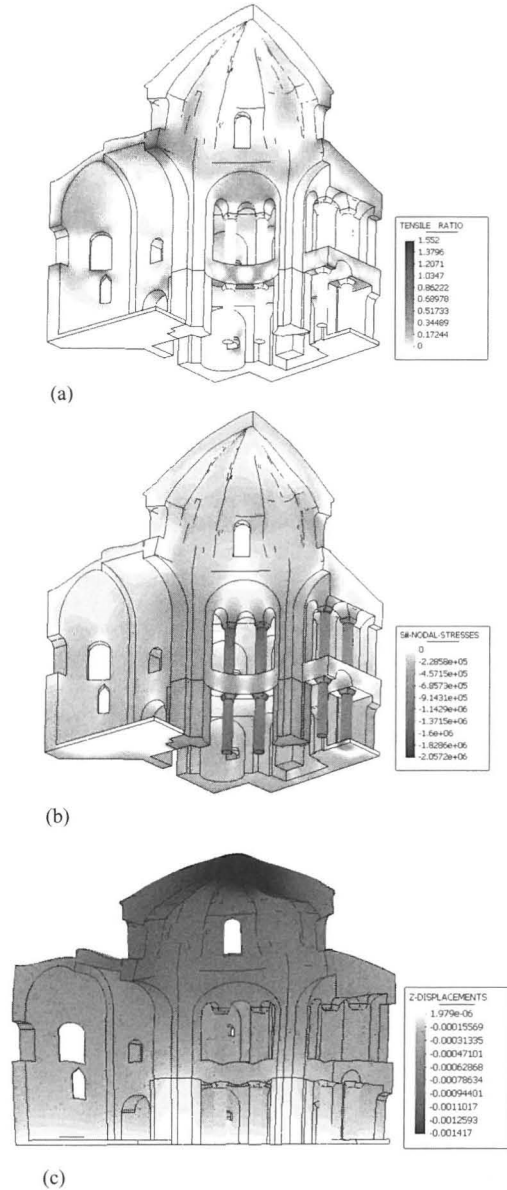 TENSILE RATIO
1.552
1.3796
1.2071
1.0347
0.86222
0.68978
0.51733
0.34489
0.17244
0
(a)
S#-NODAL-STRESSES
0
-2.2858e+05
-4.5715e+05
-6.8573e+05
-9.1431e+05
-1.1429e+06
-1.3715e+06
-1.6e+06
-1.8286e+06
-2.0572e+06
(b)
Z-DISPLACEMENTS
1.979e-06
-0.00015569
-0.00031335
-0.00047101
-0.00062868
-0.00078634
-0.00094401
-0.0011017
-0.0012593
-0.001417
(c)